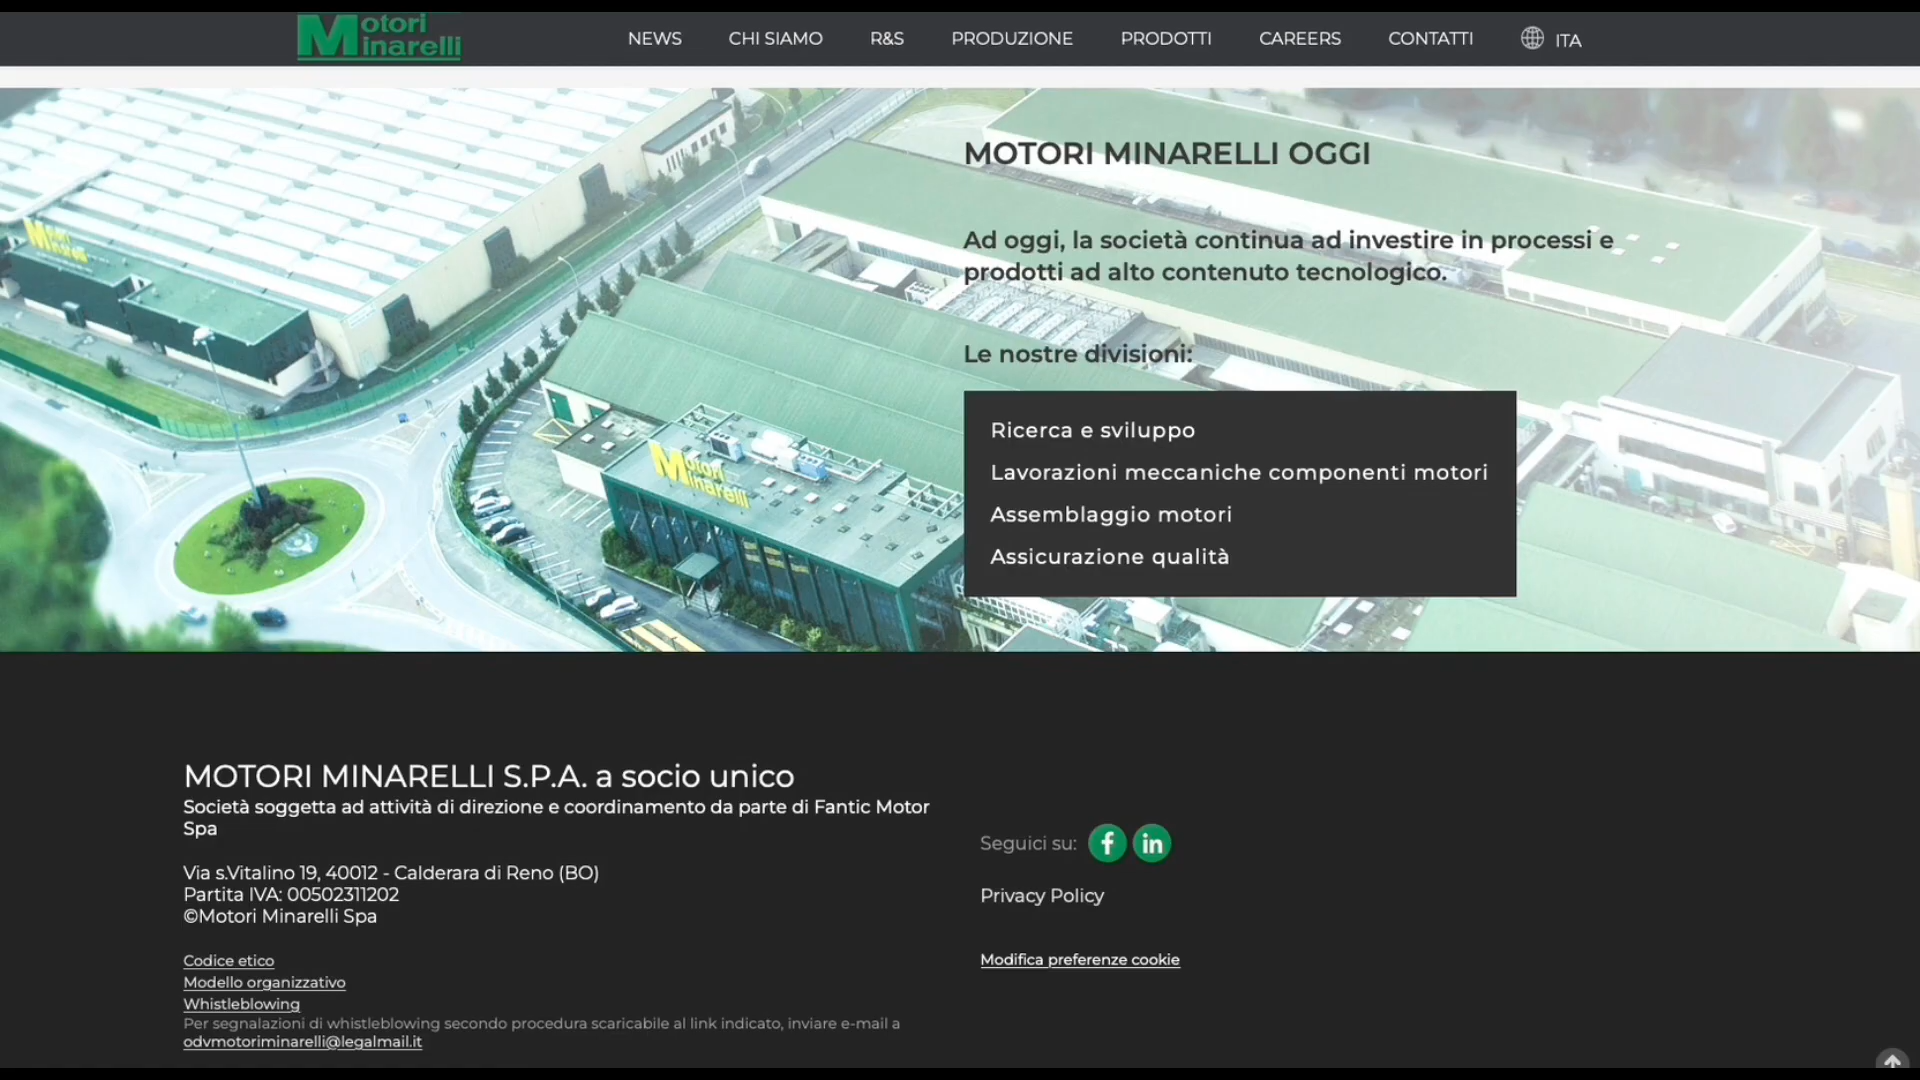 Motori
Minarelli
NEWS CHI SIAMO R&S PRODUZIONE PRODOTTI CAREERS CONTATTI ITA
MOTORI MINARELLI OGGI
Ad oggi, la società continua ad investire in processi e
prodotti ad alto contenuto tecnologico.
Le nostre divisioni:
Ricerca e sviluppo
Lavorazioni meccaniche componenti motori
Assemblaggio motori
Assicurazione qualità
Motori
Minarelli
Motori
Minarelli
MOTORI MINARELLI S.P.A. a socio unico
Società soggetta ad attività di direzione e coordinamento da parte di Fantic Motor
Spa
Via s.Vitalino 19, 40012 - Calderara di Reno (BO)
Partita IVA: 00502311202
©Motori Minarelli Spa
Codice etico
Modello organizzativo
Whistleblowing
Per segnalazioni di whistleblowing secondo procedura scaricabile al link indicato, inviare e-mail a
odvmotoriminarelli@legalmail.it
Seguici su: f in
Privacy Policy
Modifica preferenze cookie